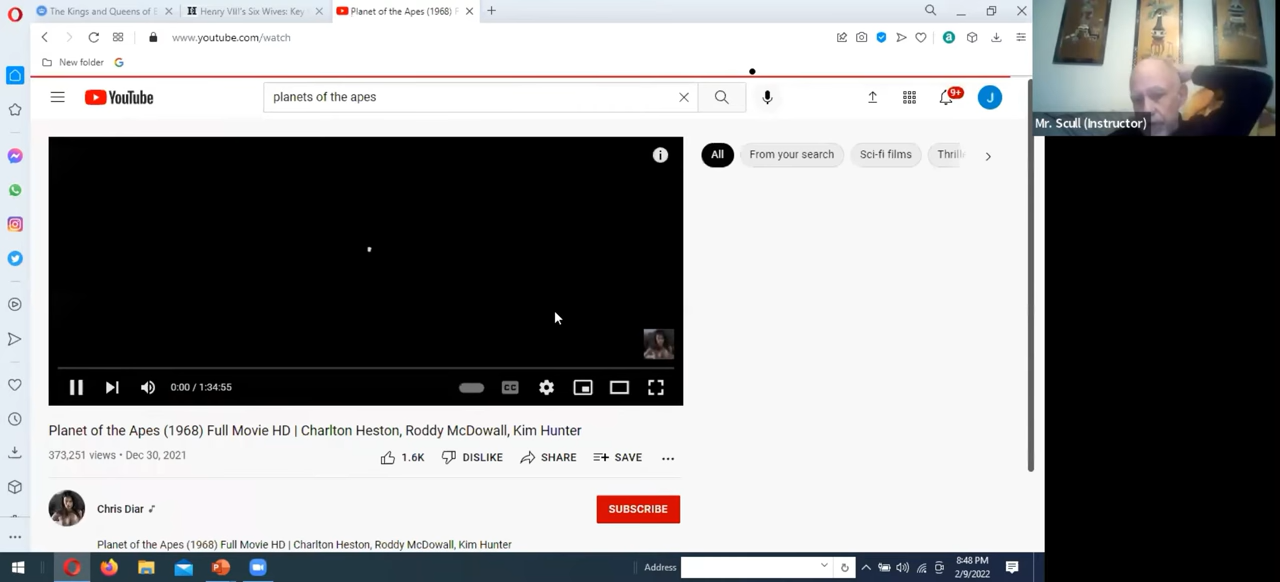 The Kings and Queens of E
Henry VIII's Six Wives: Key
Planet of the Apes (1968) F
www.youtube.com/watch
New folder
YouTube
planets of the apes
9+
J
Mr. Scull (Instructor)
All
From your search
Sci-fi films
Thrill
0:00 / 1:34:55
CC
Planet of the Apes (1968) Full Movie HD | Charlton Heston, Roddy McDowall, Kim Hunter
373,251 views • Dec 30, 2021
1.6K
DISLIKE
SHARE
SAVE
Chris Diar
SUBSCRIBE
Planet of the Apes (1968) Full Movie HD | Charlton Heston, Roddy McDowall, Kim Hunter
Address
8:48 PM
2/9/2022